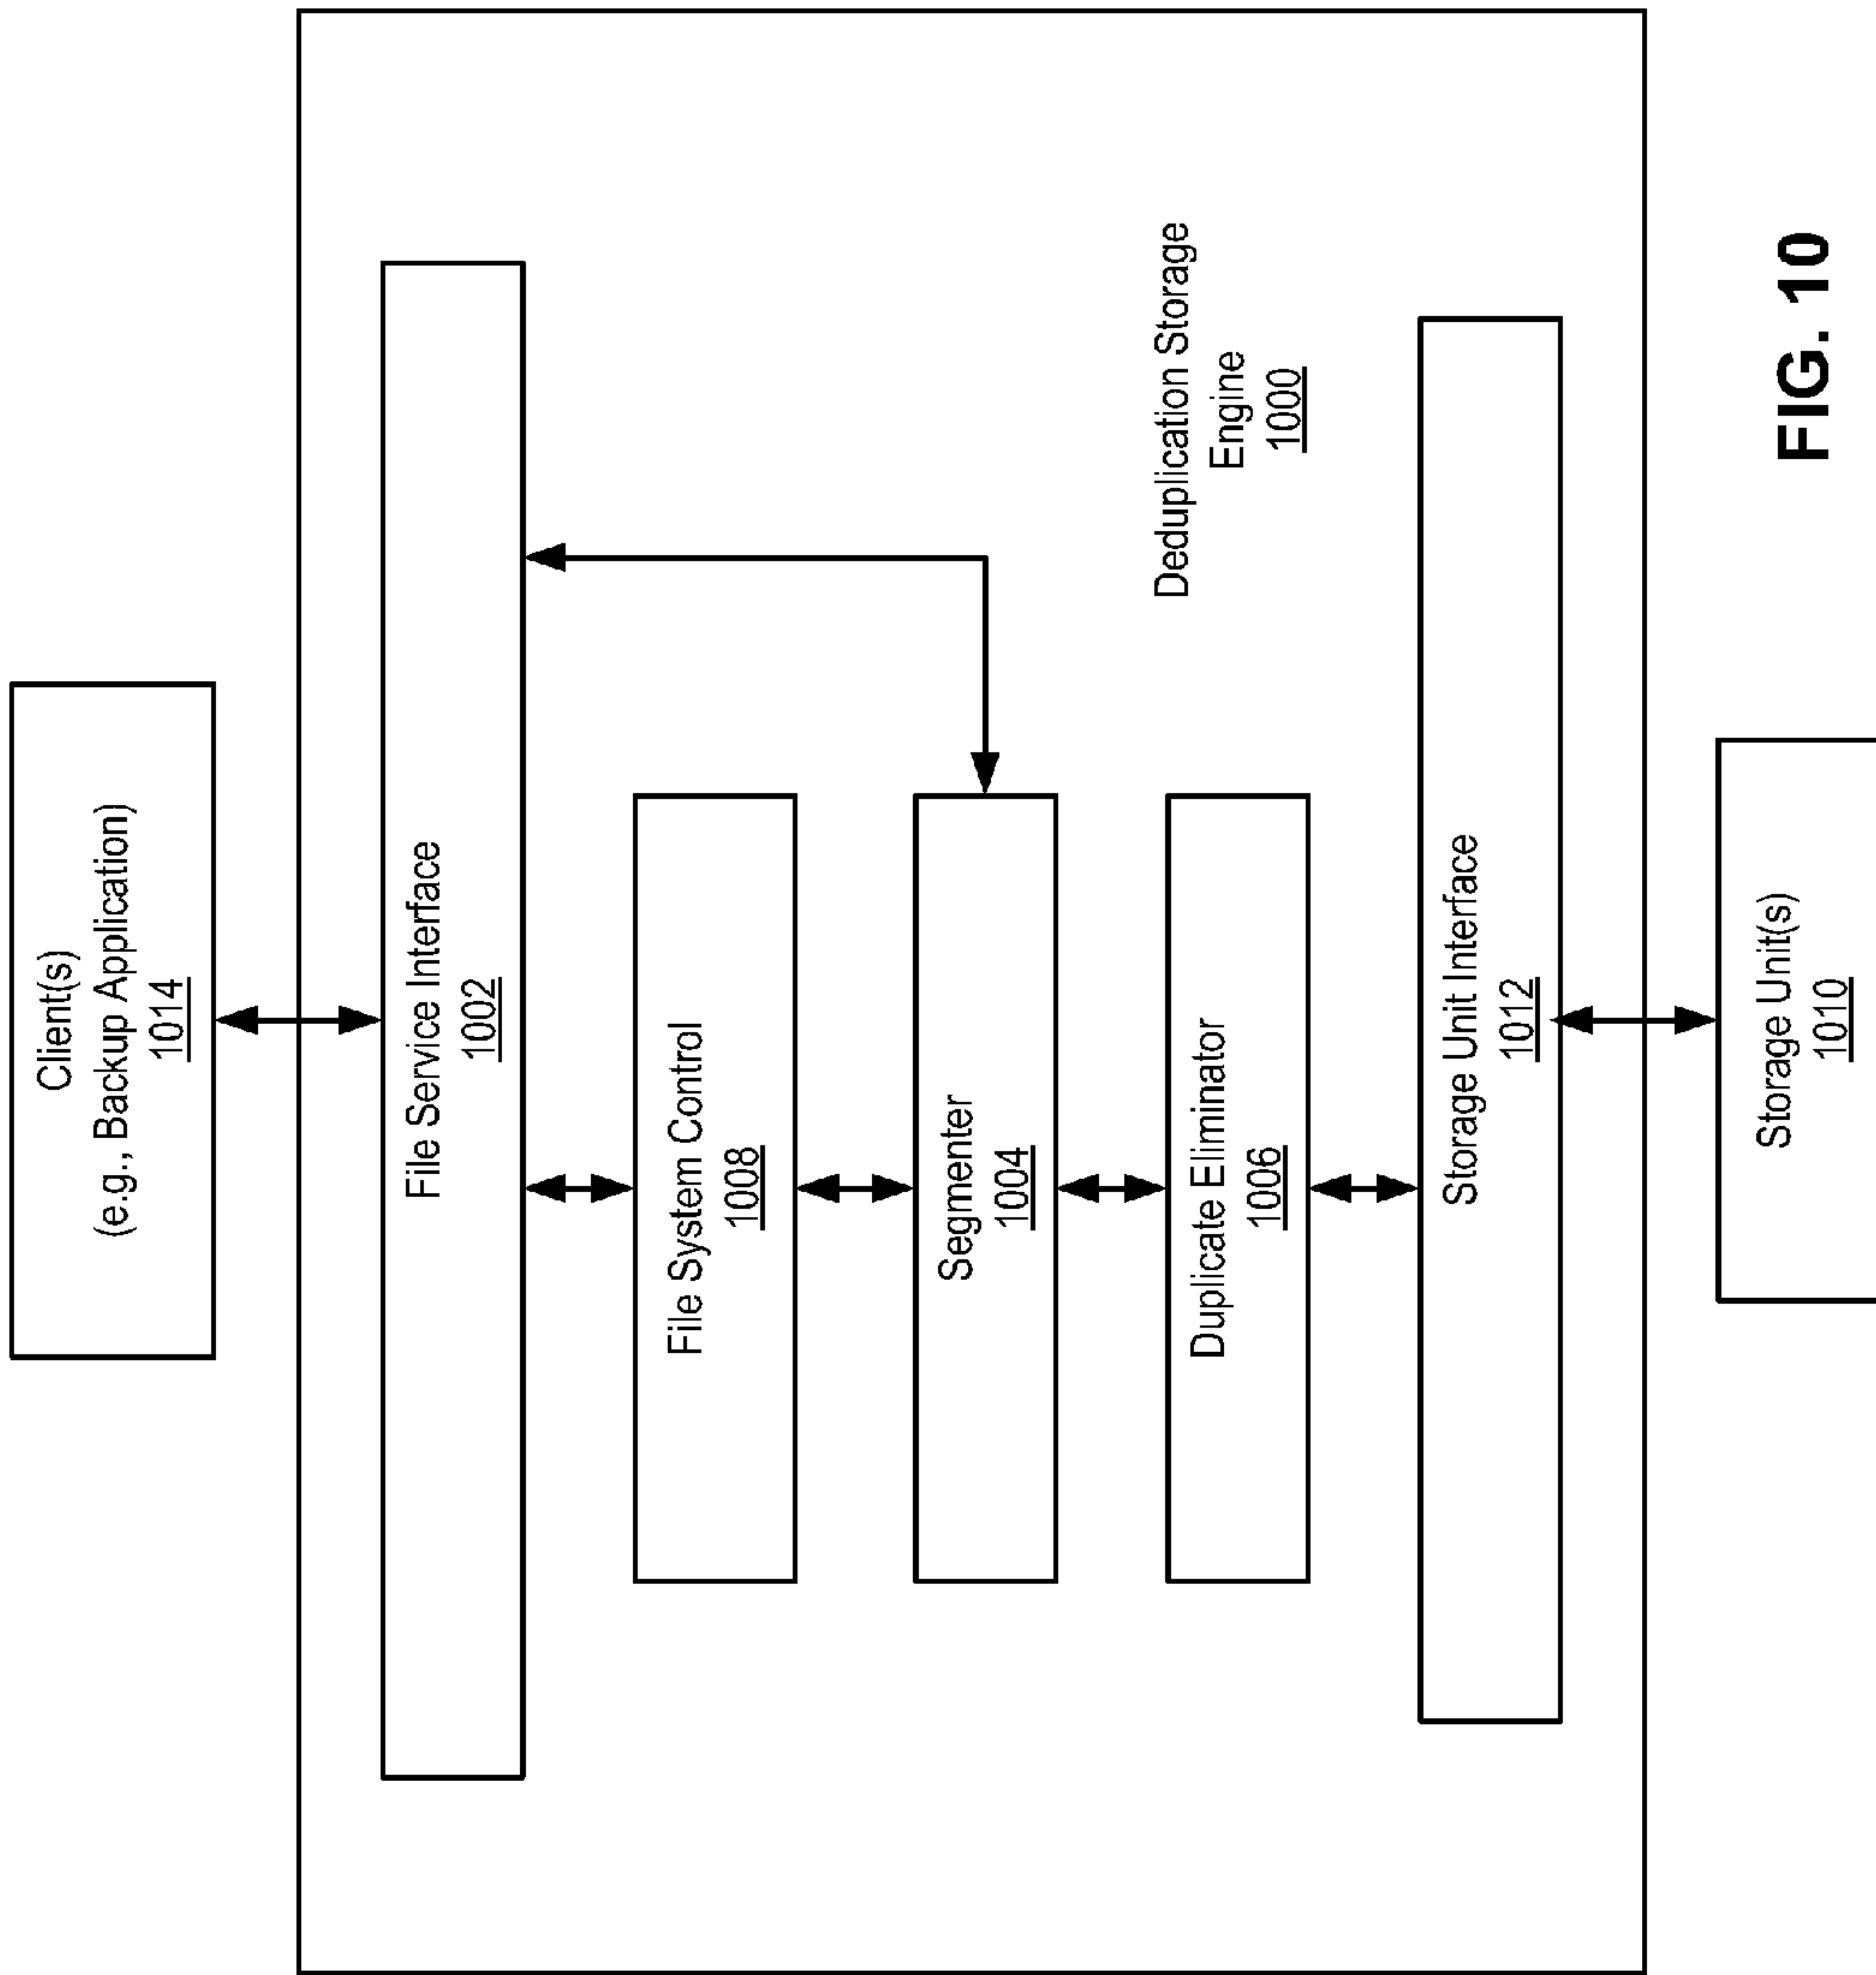 Client(s)
(e.g., Backup Application)
1014
File Service Interface
1002
File System Control
1008
Segmenter
1004
Duplicate Eliminator
1006
Deduplication Storage
Engine
1000
Storage Unit Interface
1012
Storage Unit(s)
1010
FIG. 10